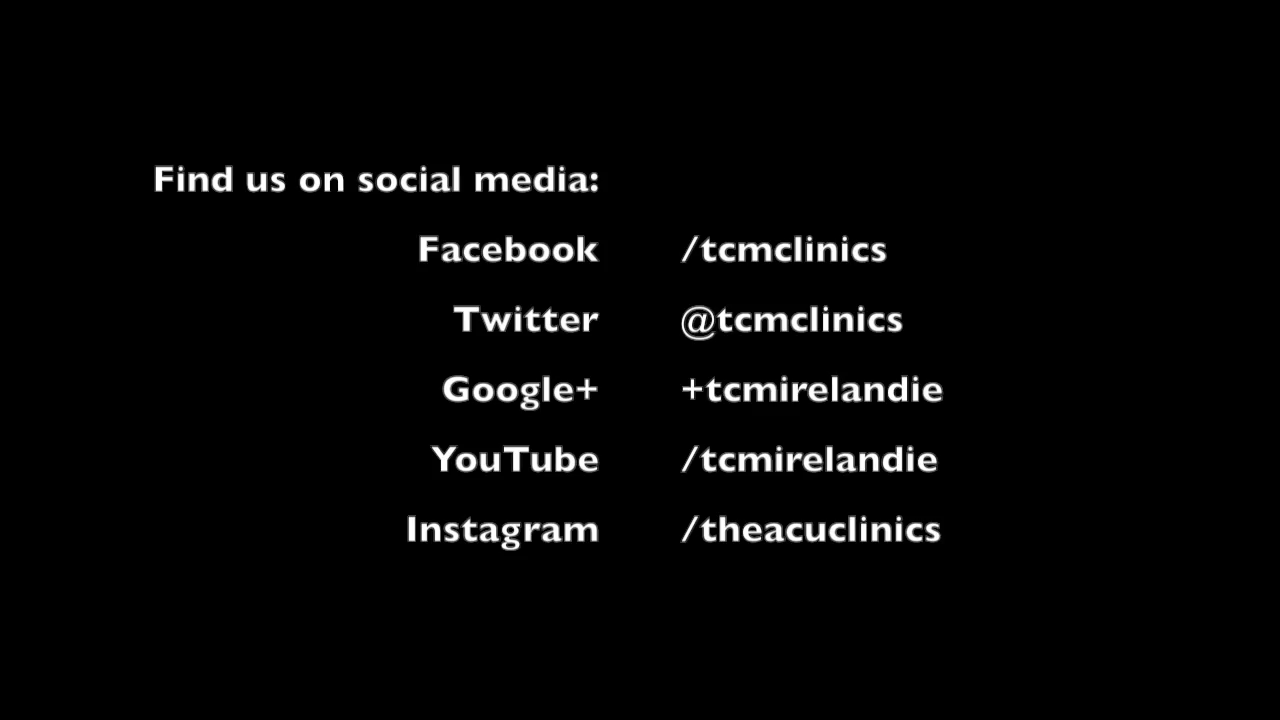 Find us on social media:
Facebook /tcmclinics
Twitter @tcmclinics
Google+ +tcmirelandie
YouTube /tcmirelandie
Instagram /theacuclinics